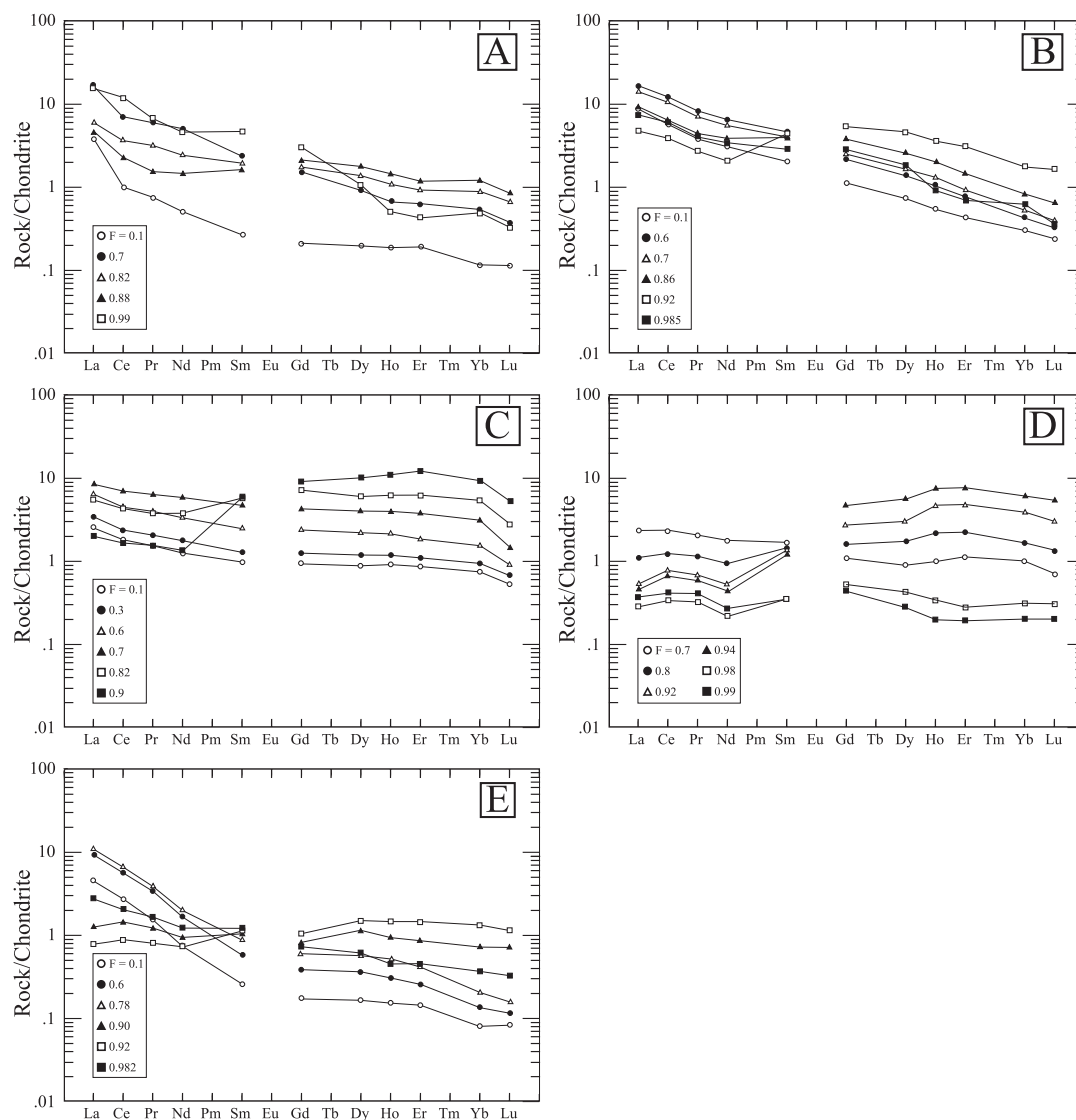 A
100
10
1
.1
.01
Rock/Chondrite
F = 0.1
0.7
0.82
0.88
0.99
La Ce Pr Nd Pm Sm Eu Gd Tb Dy Ho Er Tm Yb Lu
B
100
10
1
.1
.01
Rock/Chondrite
F = 0.1
0.6
0.7
0.86
0.92
0.985
La Ce Pr Nd Pm Sm Eu Gd Tb Dy Ho Er Tm Yb Lu
C
100
10
1
.1
.01
Rock/Chondrite
F = 0.1
0.3
0.6
0.7
0.82
0.9
La Ce Pr Nd Pm Sm Eu Gd Tb Dy Ho Er Tm Yb Lu
D
100
10
1
.1
.01
Rock/Chondrite
F = 0.7 0.94
0.8 0.98
0.92 0.99
La Ce Pr Nd Pm Sm Eu Gd Tb Dy Ho Er Tm Yb Lu
E
100
10
1
.1
.01
Rock/Chondrite
F = 0.1
0.6
0.78
0.90
0.92
0.982
La Ce Pr Nd Pm Sm Eu Gd Tb Dy Ho Er Tm Yb Lu